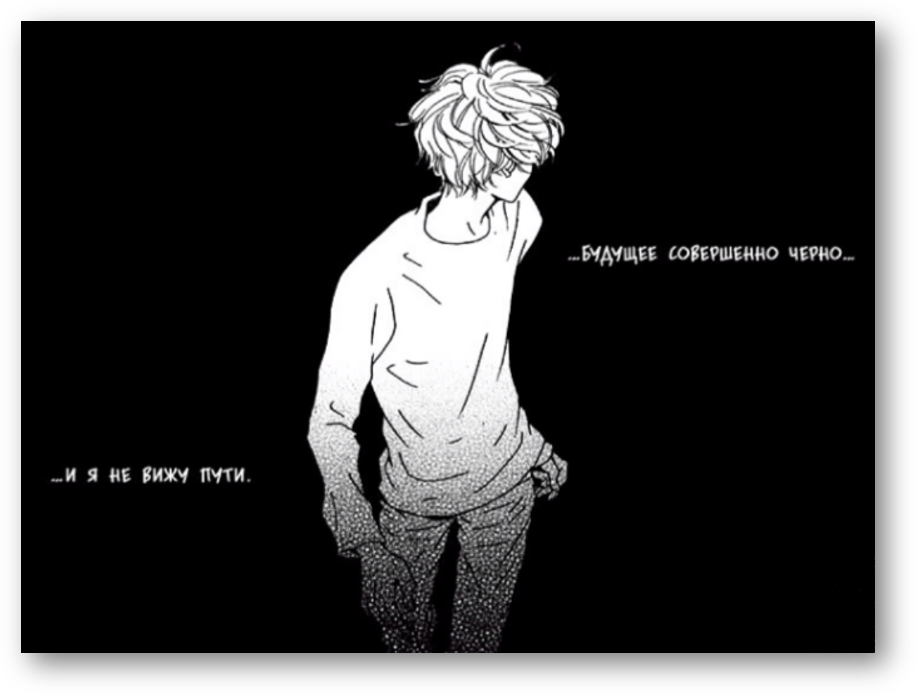 ...БУДУЩЕЕ СОВЕРШЕННО ЧЕРНО...
...И Я НЕ ВИЖУ ПУТИ.